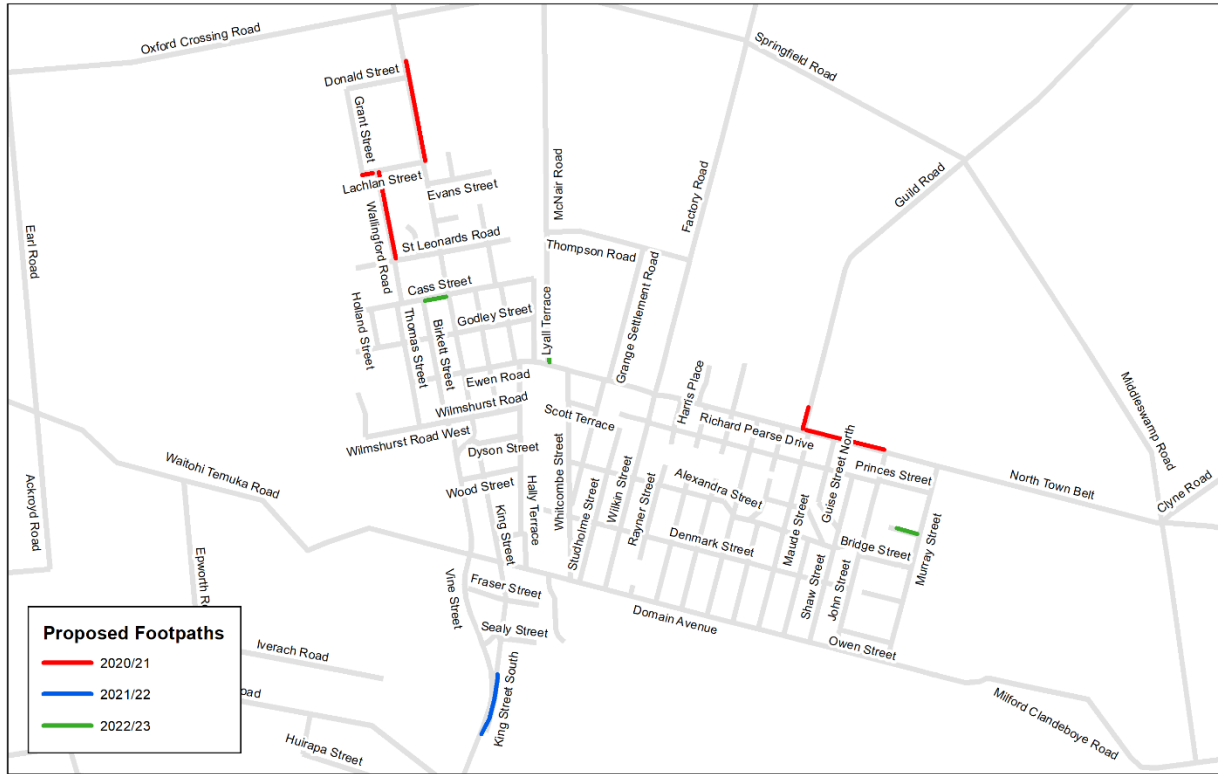 Oxford Crossing Road
Springfield Road
Donald Street
Grant Street
Lachlan Street
Evans Street
McNair Road
Factory Road
Guild Road
Earl Road
Wallingford Road
St Leonards Road
Thompson Road
Cass Street
Grange Settlement Road
Holland Street
Thomas Street
Birkett Street
Godley Street
Lyall Terrace
Ewen Road
Harris Place
Middleswamp Road
Wilmshurst Road
Wilmshurst Road West
Scott Terrace
Richard Pearse Drive
Guise Street North
Dyson Street
Waitohi Temuka Road
Princes Street
North Town Belt
Clyne Road
Wood Street
Hally Terrace
Whitcombe Street
Studholme Street
Wilkin Street
Rayner Street
Alexandra Street
Ackroyd Road
King Street
Denmark Street
Maude Street
Bridge Street
Murray Street
Epworth Ro
Vine Street
Fraser Street
Shaw Street
John Street
Domain Avenue
Sealy Street
Owen Street
Iverach Road
King Street South
oad
Huirapa Street
Milford Clandeboye Road
Proposed Footpaths
2020/21
2021/22
2022/23